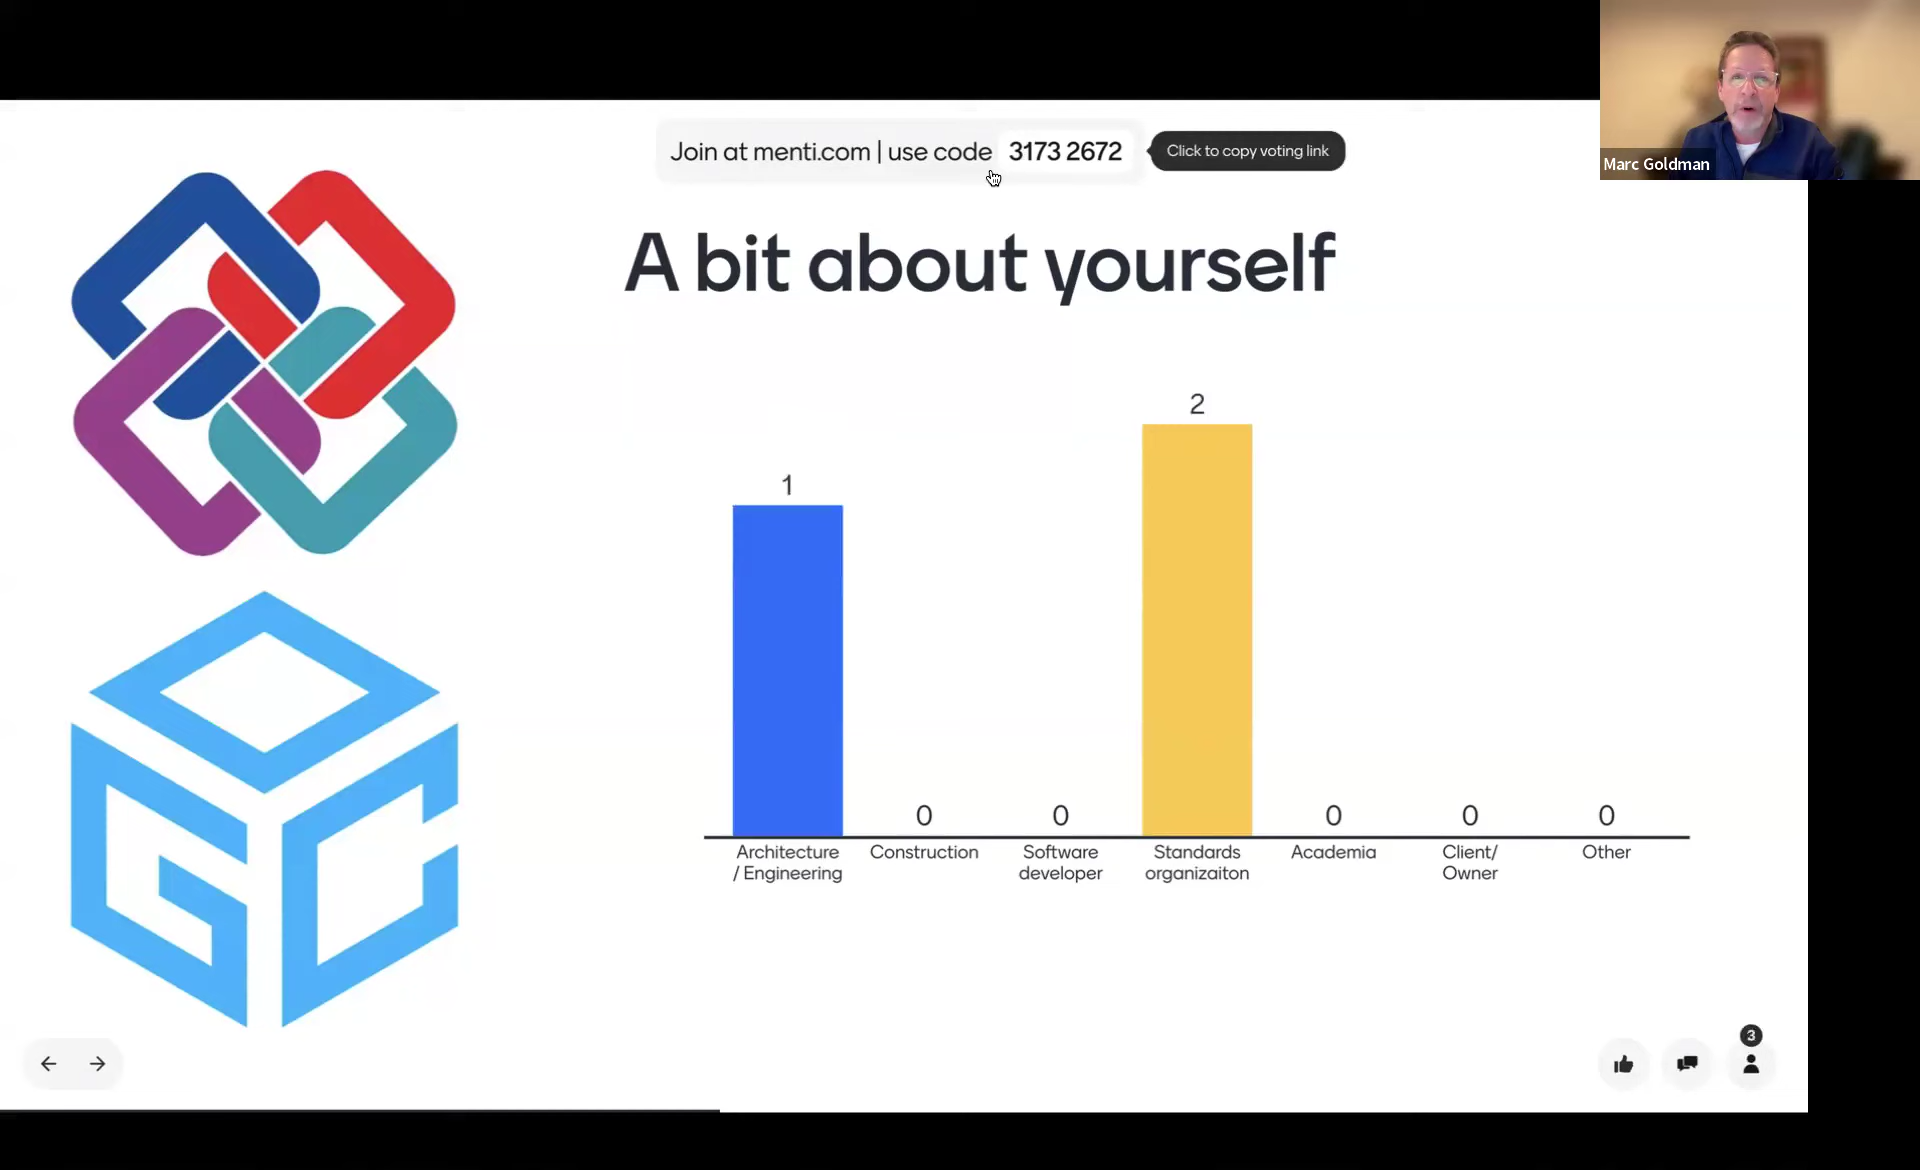 Join at menti.com | use code 3173 2672
Click to copy voting link
Marc Goldman
A bit about yourself
1
0
0
2
0
0
0
Architecture
/ Engineering
Construction
Software
developer
Standards
organizaiton
Academia
Client/
Owner
Other
OGC
3